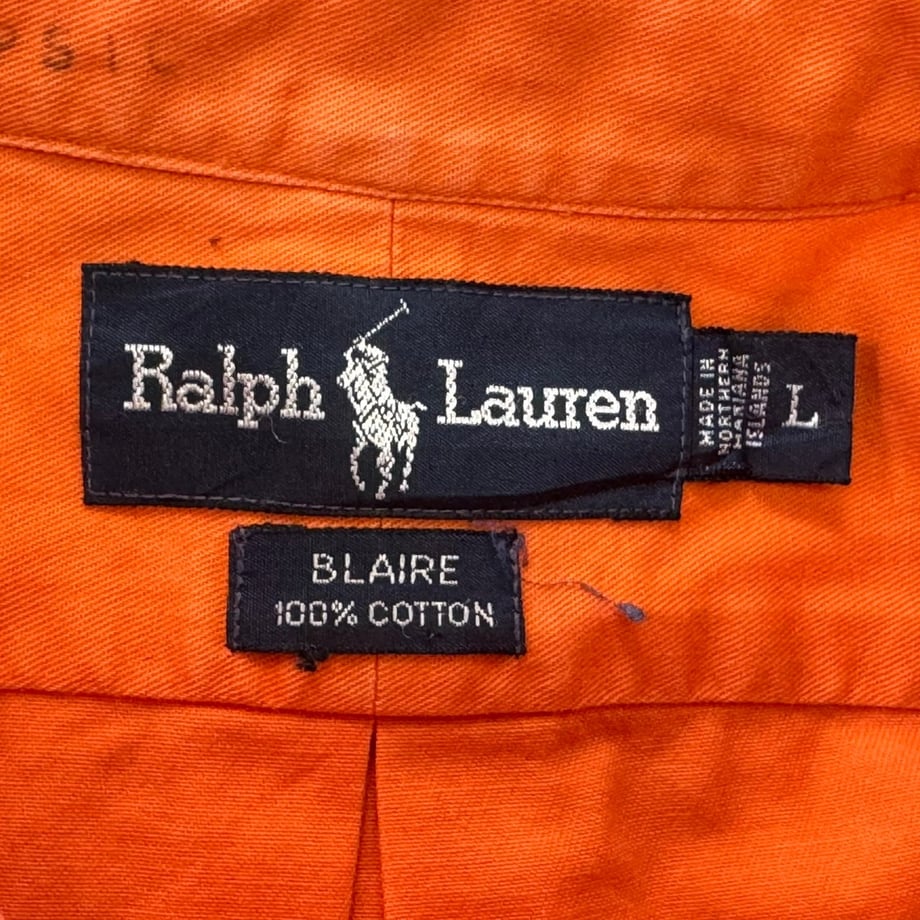 Ralph Lauren
MADE IN
NORTHERN
MARIANA
ISLANDS
L
BLAIRE
100% COTTON